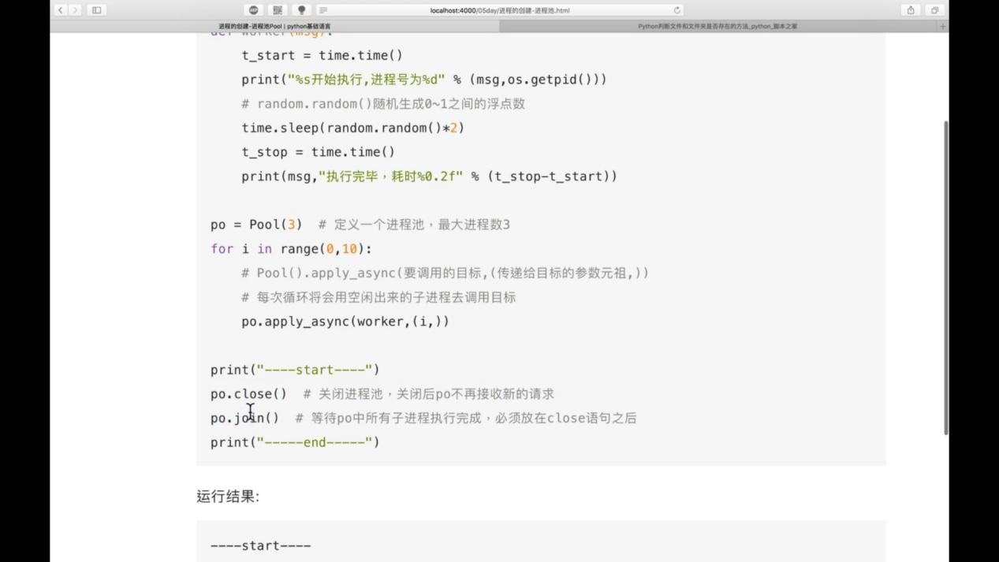 localhost:4000/05day/进程的创建-进程池.html
进程的创建-进程池Pool | python基础语言
Python判断文件和文件夹是否存在的方法_python_脚本之家
def worker(msg):
t_start = time.time()
print("%s开始执行,进程号为%d" % (msg,os.getpid()))
# random.random()随机生成0~1之间的浮点数
time.sleep(random.random()*2)
t_stop = time.time()
print(msg,"执行完毕，耗时%0.2f" % (t_stop-t_start))
po = Pool(3)  # 定义一个进程池，最大进程数3
for i in range(0,10):
# Pool().apply_async(要调用的目标,(传递给目标的参数元祖,))
# 每次循环将会用空闲出来的子进程去调用目标
po.apply_async(worker,(i,))
print("----start----")
po.close()  # 关闭进程池，关闭后po不再接收新的请求
po.join()  # 等待po中所有子进程执行完成，必须放在close语句之后
print("-----end-----")
运行结果:
----start----